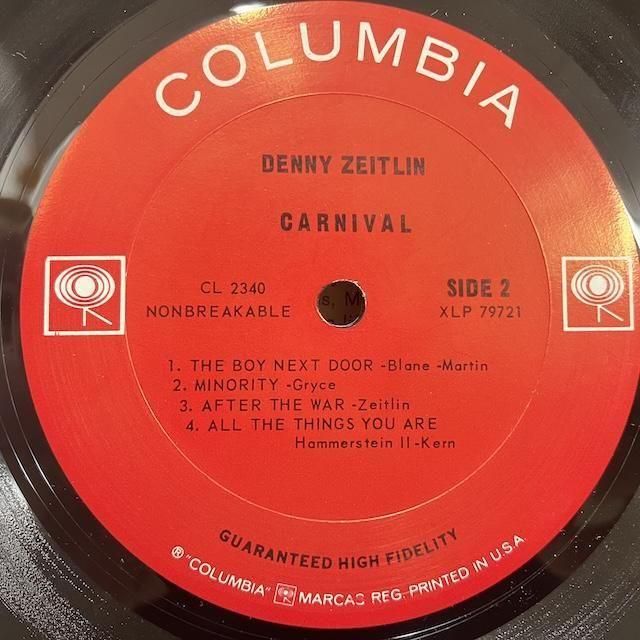 COLUMBIA
DENNY ZEITLIN
CARNIVAL
CL 2340
NONBREAKABLE
SIDE 2
XLP 79721
1. THE BOY NEXT DOOR -Blane -Martin
2. MINORITY -Gryce
3. AFTER THE WAR -Zeitlin
4. ALL THE THINGS YOU ARE
Hammerstein II -Kern
GUARANTEED HIGH FIDELITY
® "COLUMBIA" MARCAS REG. PRINTED IN U.S.A.